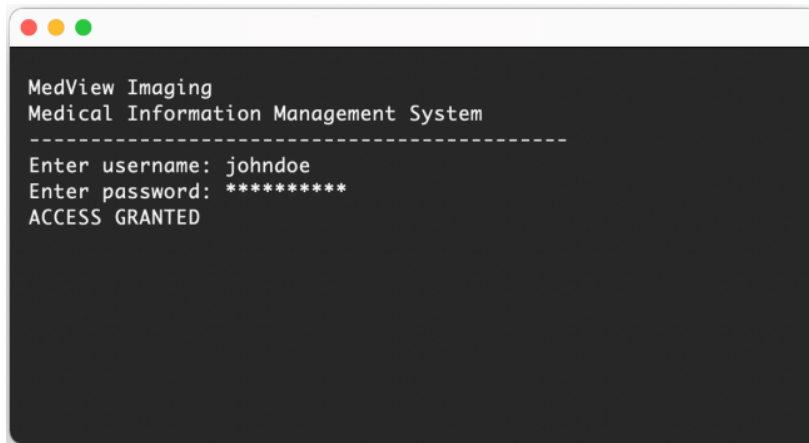 MedView Imaging
Medical Information Management System
--------------------------------------------
Enter username: johndoe
Enter password: **********
ACCESS GRANTED